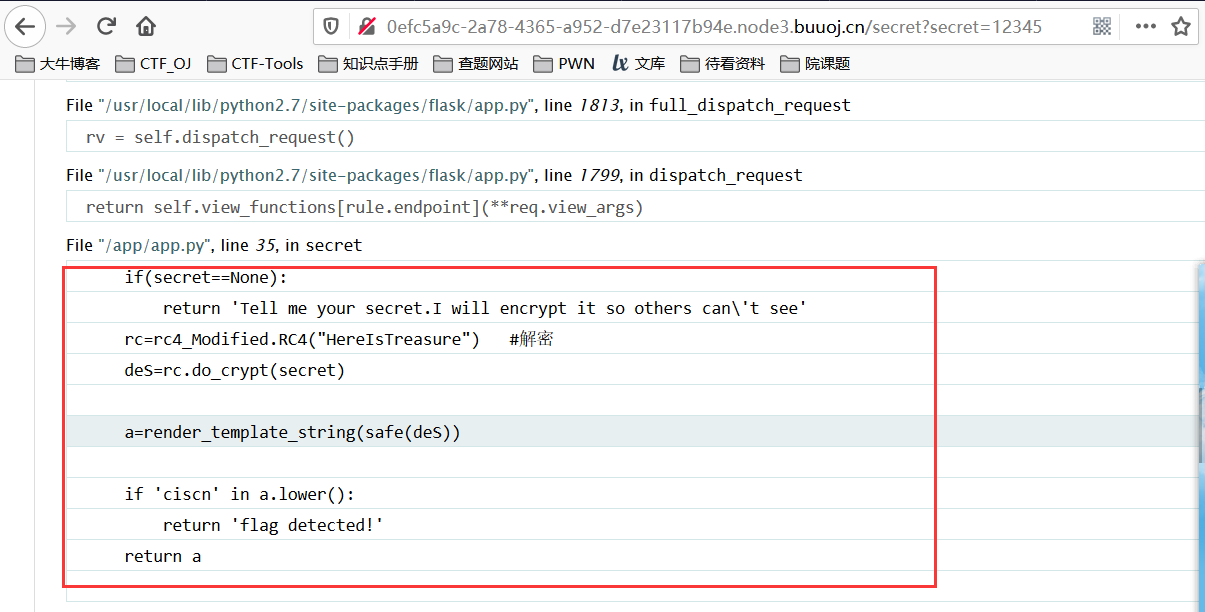 0efc5a9c-2a78-4365-a952-d7e23117b94e.node3.buuoj.cn/secret?secret=12345
大牛博客 CTF_OJ CTF-Tools 知识点手册 查题网站 PWN lx 文库 待看资料 院课题
File "/usr/local/lib/python2.7/site-packages/flask/app.py", line 1813, in full_dispatch_request
rv = self.dispatch_request()
File "/usr/local/lib/python2.7/site-packages/flask/app.py", line 1799, in dispatch_request
return self.view_functions[rule.endpoint](**req.view_args)
File "/app/app.py", line 35, in secret
if(secret==None):
return 'Tell me your secret.I will encrypt it so others can\'t see'
rc=rc4_Modified.RC4("HereIsTreasure") #解密
deS=rc.do_crypt(secret)
a=render_template_string(safe(deS))
if 'ciscn' in a.lower():
return 'flag detected!'
return a